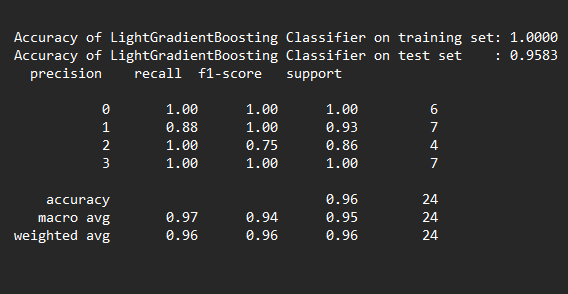 Accuracy of LightGradientBoosting Classifier on training set: 1.0000
Accuracy of LightGradientBoosting Classifier on test set    : 0.9583
  precision    recall  f1-score   support

           0       1.00      1.00      1.00         6
           1       0.88      1.00      0.93         7
           2       1.00      0.75      0.86         4
           3       1.00      1.00      1.00         7

    accuracy                           0.96        24
   macro avg       0.97      0.94      0.95        24
weighted avg       0.96      0.96      0.96        24